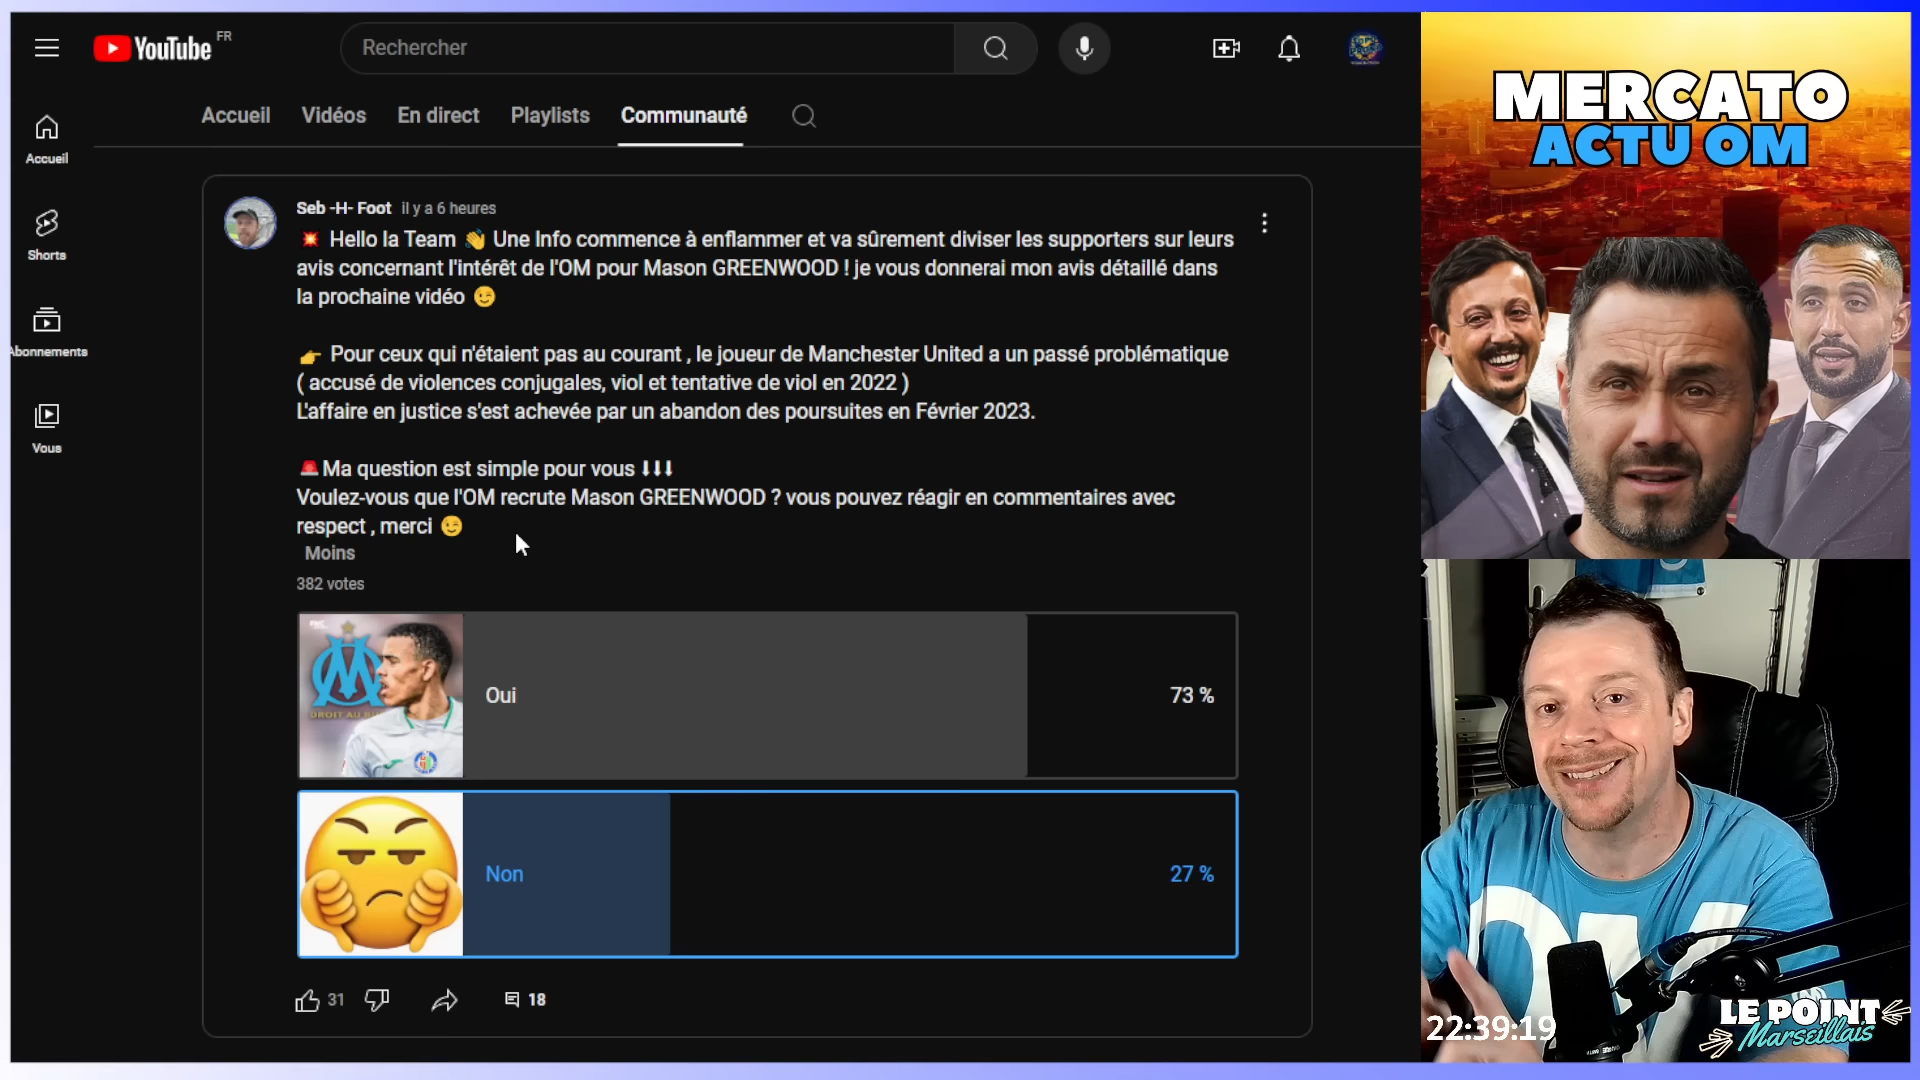 YouTube FR
Rechercher
Accueil Vidéos En direct Playlists Communauté
Accueil
Shorts
Abonnements
Vous
Seb -H- Foot il y a 6 heures
💥 Hello la Team 👋 Une Info commence à enflammer et va sûrement diviser les supporters sur leurs
avis concernant l'intérêt de l'OM pour Mason GREENWOOD ! je vous donnerai mon avis détaillé dans
la prochaine vidéo 😉
👉 Pour ceux qui n'étaient pas au courant , le joueur de Manchester United a un passé problématique
( accusé de violences conjugales, viol et tentative de viol en 2022 )
L'affaire en justice s'est achevée par un abandon des poursuites en Février 2023.
🚨Ma question est simple pour vous ⬇⬇⬇
Voulez-vous que l'OM recrute Mason GREENWOOD ? vous pouvez réagir en commentaires avec
respect , merci 😉
Moins
382 votes
DROIT AU
Oui 73 %
Non 27 %
31 18
MERCATO
ACTU OM
OM
22:39:19
LE POINT
Marseillais